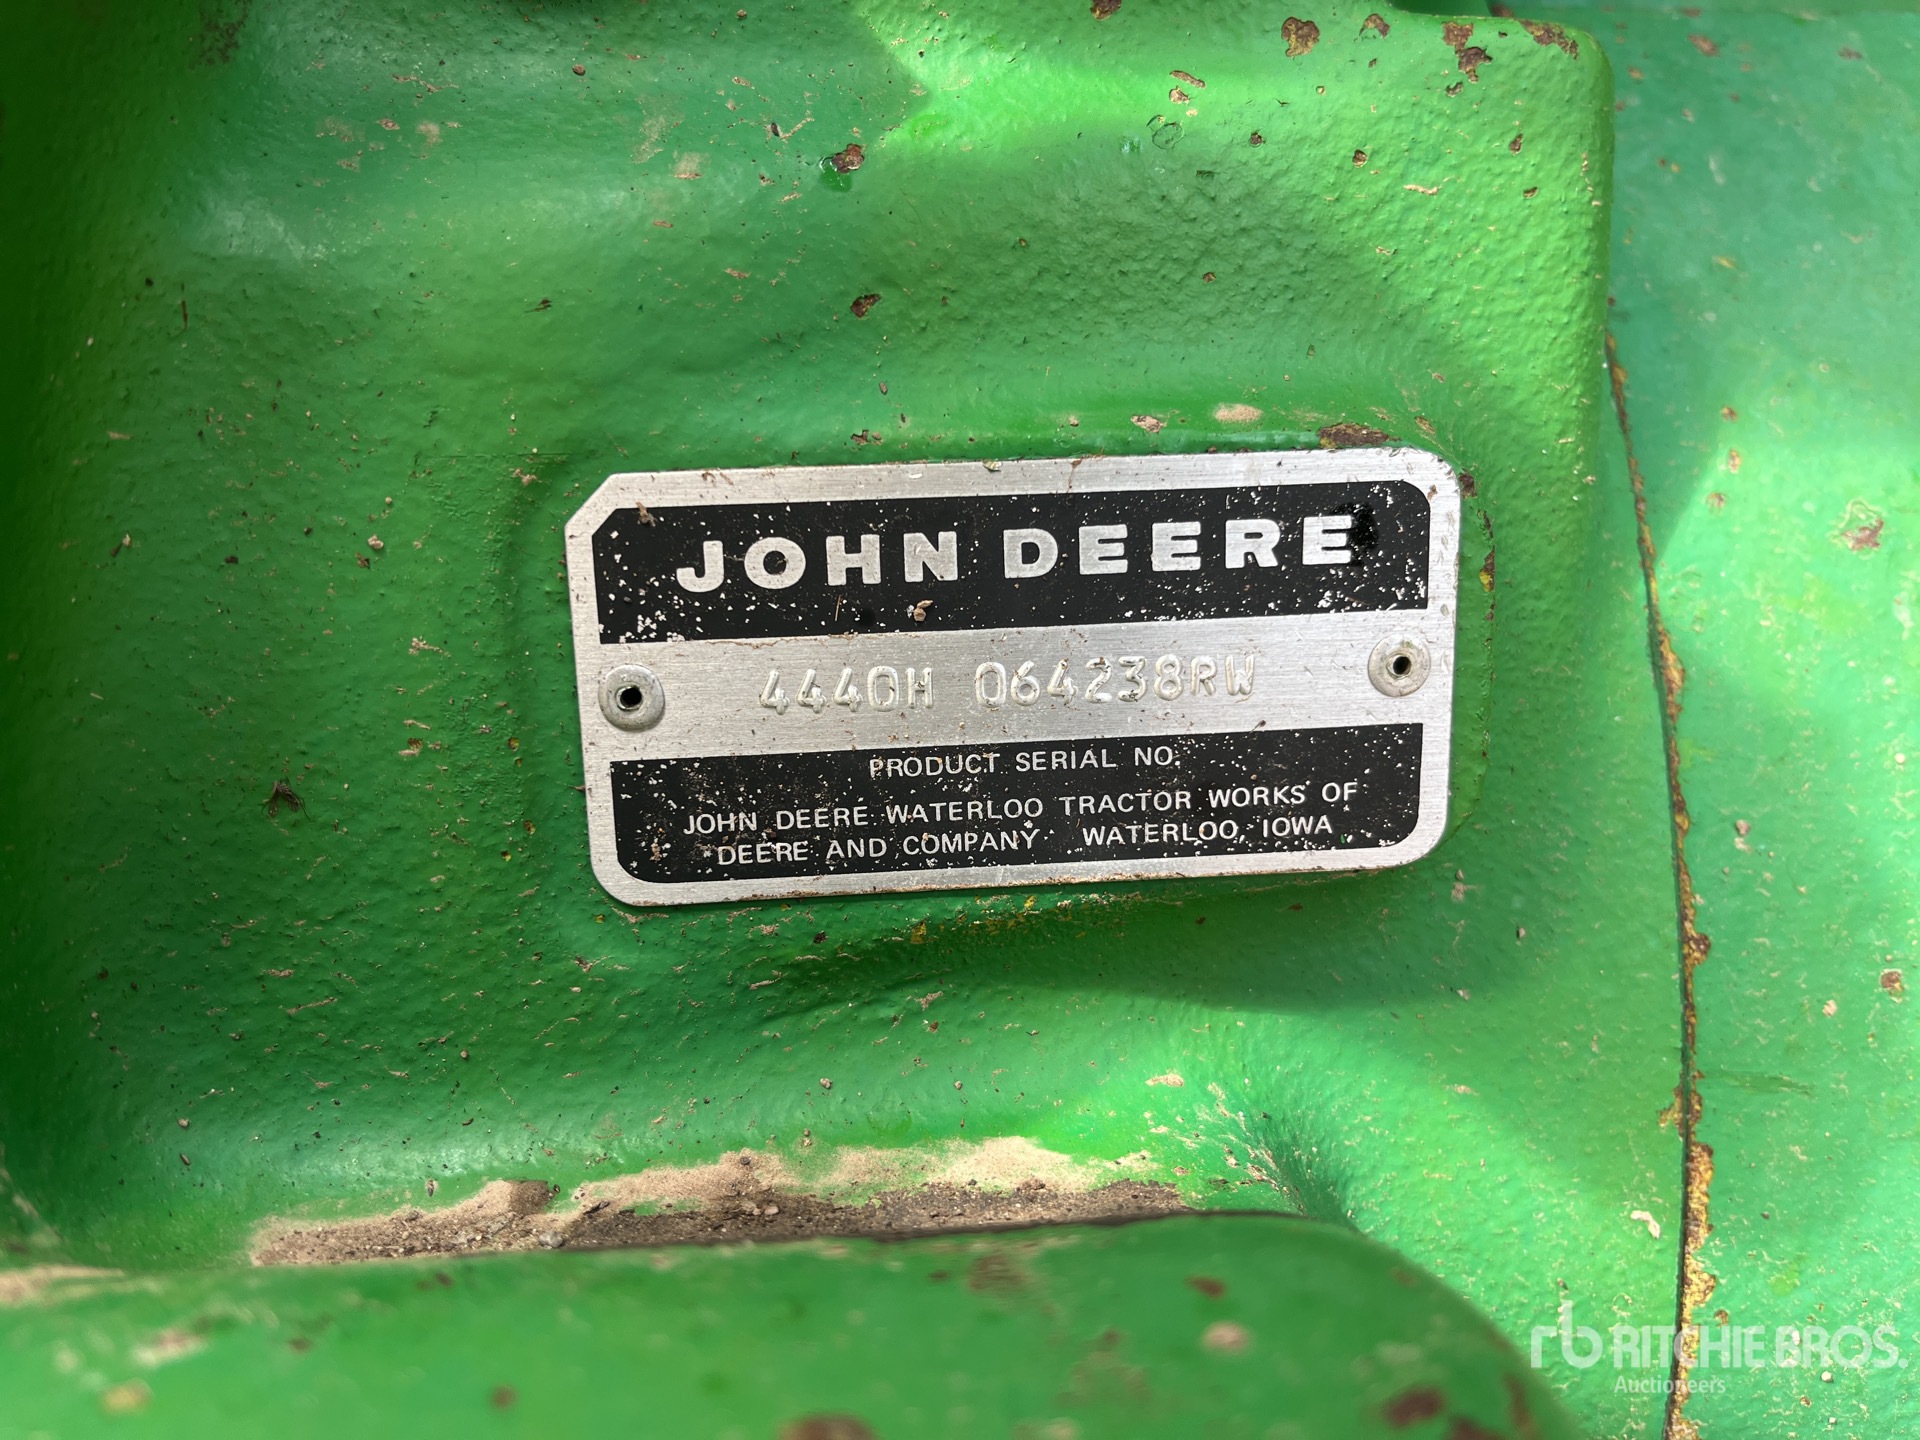 JOHN DEERE
4440H 064238RW
PRODUCT SERIAL NO.
JOHN DEERE WATERLOO TRACTOR WORKS OF
DEERE AND COMPANY WATERLOO, IOWA
rb RITCHIE BROS.
Auctioneers